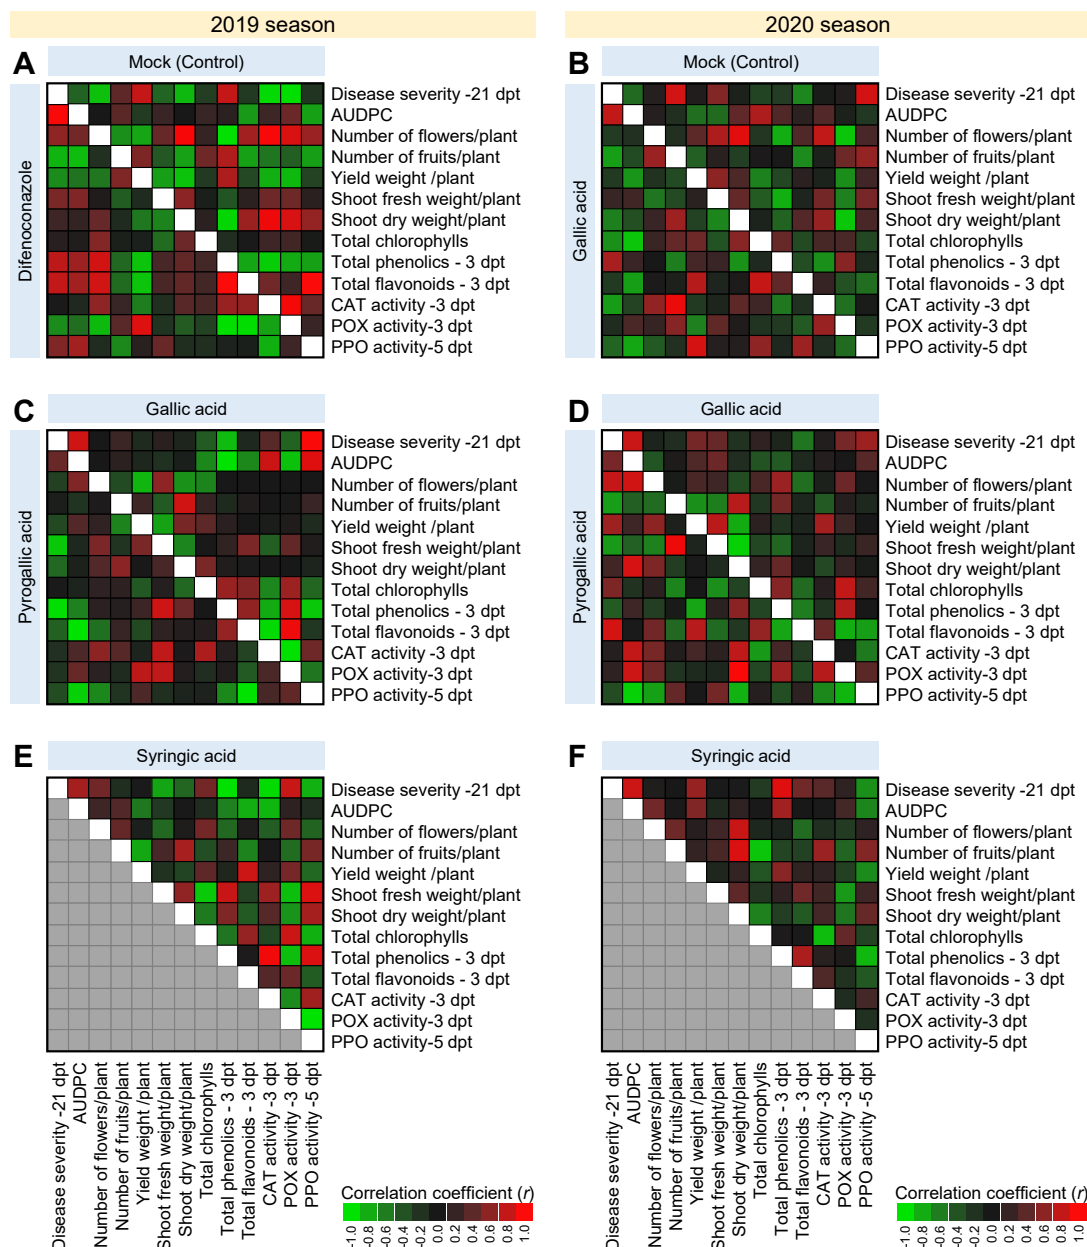 2019 season
2020 season
A
Mock (Control)
Difenoconazole
Disease severity -21 dpt
AUDPC
Number of flowers/plant
Number of fruits/plant
Yield weight /plant
Shoot fresh weight/plant
Shoot dry weight/plant
Total chlorophylls
Total phenolics - 3 dpt
Total flavonoids - 3 dpt
CAT activity -3 dpt
POX activity-3 dpt
PPO activity-5 dpt
B
Mock (Control)
Gallic acid
Disease severity -21 dpt
AUDPC
Number of flowers/plant
Number of fruits/plant
Yield weight /plant
Shoot fresh weight/plant
Shoot dry weight/plant
Total chlorophylls
Total phenolics - 3 dpt
Total flavonoids - 3 dpt
CAT activity -3 dpt
POX activity-3 dpt
PPO activity-5 dpt
C
Gallic acid
Pyrogallic acid
Disease severity -21 dpt
AUDPC
Number of flowers/plant
Number of fruits/plant
Yield weight /plant
Shoot fresh weight/plant
Shoot dry weight/plant
Total chlorophylls
Total phenolics - 3 dpt
Total flavonoids - 3 dpt
CAT activity -3 dpt
POX activity-3 dpt
PPO activity-5 dpt
D
Gallic acid
Pyrogallic acid
Disease severity -21 dpt
AUDPC
Number of flowers/plant
Number of fruits/plant
Yield weight /plant
Shoot fresh weight/plant
Shoot dry weight/plant
Total chlorophylls
Total phenolics - 3 dpt
Total flavonoids - 3 dpt
CAT activity -3 dpt
POX activity-3 dpt
PPO activity-5 dpt
E
Syringic acid
Disease severity -21 dpt
AUDPC
Number of flowers/plant
Number of fruits/plant
Yield weight /plant
Shoot fresh weight/plant
Shoot dry weight/plant
Total chlorophylls
Total phenolics - 3 dpt
Total flavonoids - 3 dpt
CAT activity -3 dpt
POX activity-3 dpt
PPO activity-5 dpt
Disease severity -21 dpt
AUDPC
Number of flowers/plant
Number of fruits/plant
Yield weight /plant
Shoot fresh weight/plant
Shoot dry weight/plant
Total chlorophylls
Total phenolics - 3 dpt
Total flavonoids - 3 dpt
CAT activity -3 dpt
POX activity -3 dpt
PPO activity -5 dpt
Correlation coefficient (r)
-1.0 -0.8 -0.6 -0.4 -0.2 0.0 0.2 0.4 0.6 0.8 1.0
F
Syringic acid
Disease severity -21 dpt
AUDPC
Number of flowers/plant
Number of fruits/plant
Yield weight /plant
Shoot fresh weight/plant
Shoot dry weight/plant
Total chlorophylls
Total phenolics - 3 dpt
Total flavonoids - 3 dpt
CAT activity -3 dpt
POX activity-3 dpt
PPO activity-5 dpt
Disease severity -21 dpt
AUDPC
Number of flowers/plant
Number of fruits/plant
Yield weight /plant
Shoot fresh weight/plant
Shoot dry weight/plant
Total chlorophylls
Total phenolics - 3 dpt
Total flavonoids - 3 dpt
CAT activity -3 dpt
POX activity -3 dpt
PPO activity -5 dpt
Correlation coefficient (r)
-1.0 -0.8 -0.6 -0.4 -0.2 0.0 0.2 0.4 0.6 0.8 1.0